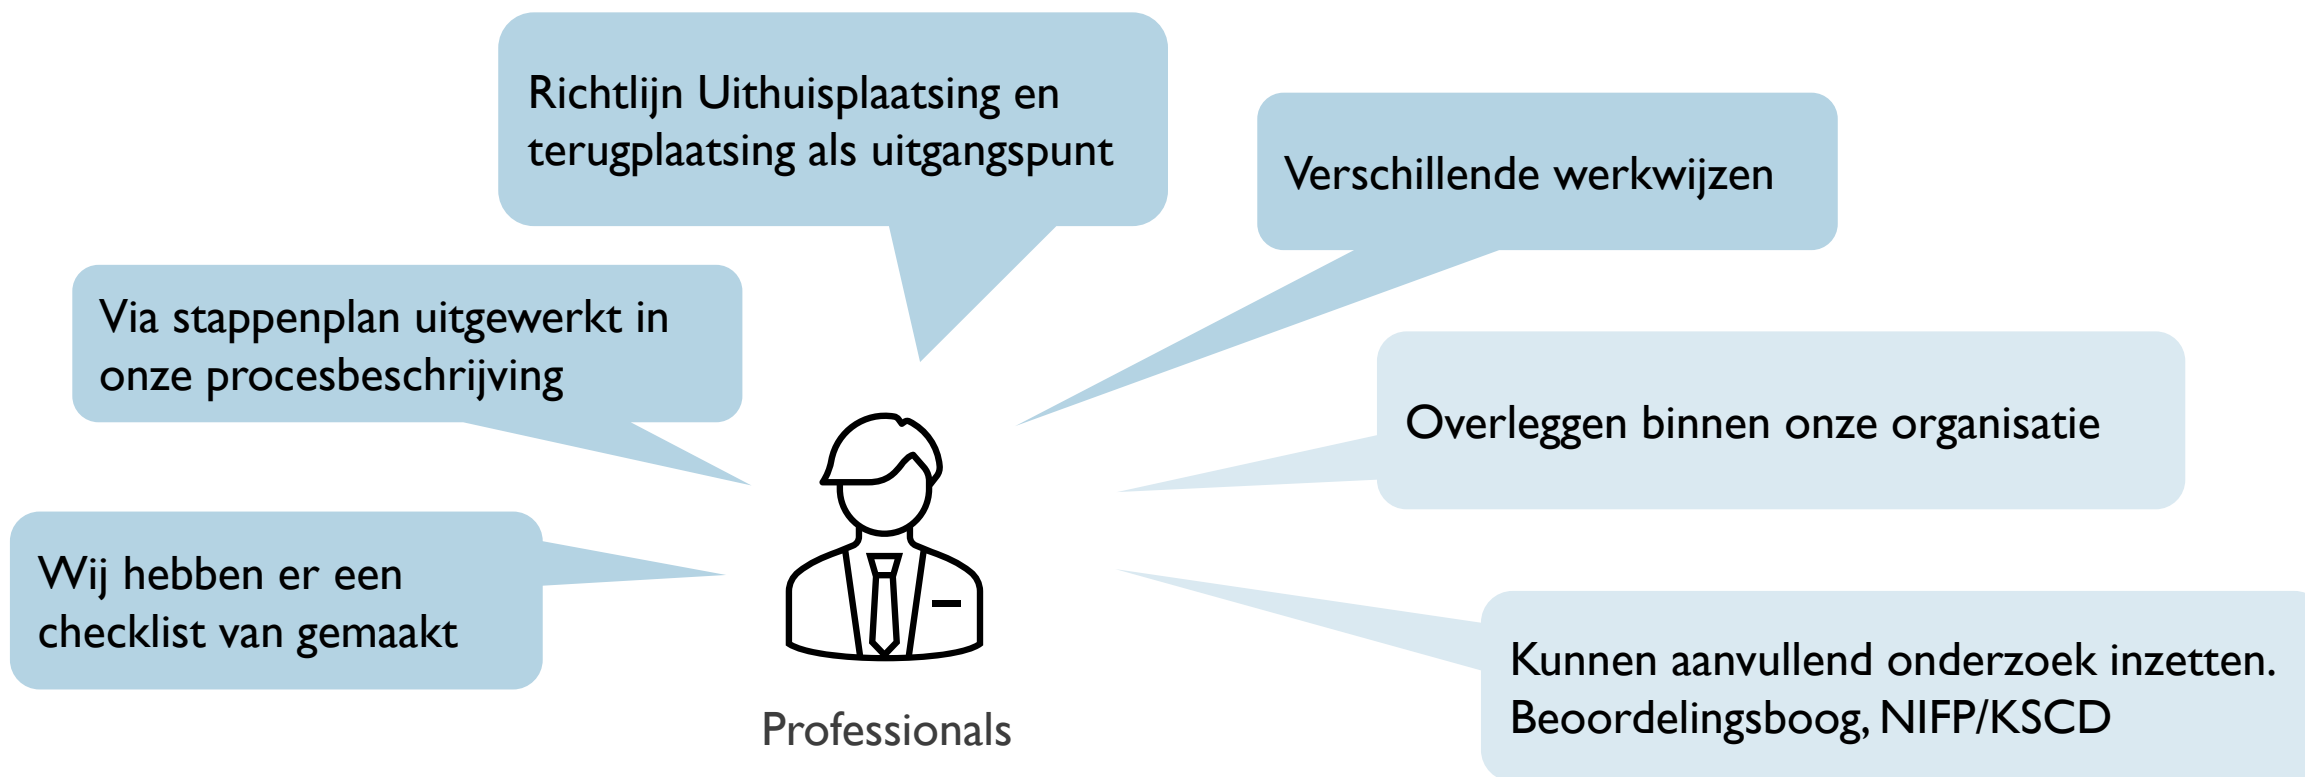 Richtlijn Uithuisplaatsing en
terugplaatsing als uitgangspunt
Verschillende werkwijzen
Via stappenplan uitgewerkt in
onze procesbeschrijving
Overleggen binnen onze organisatie
Wij hebben er een
checklist van gemaakt
Kunnen aanvullend onderzoek inzetten.
Beoordelingsboog, NIFP/KSCD
Professionals